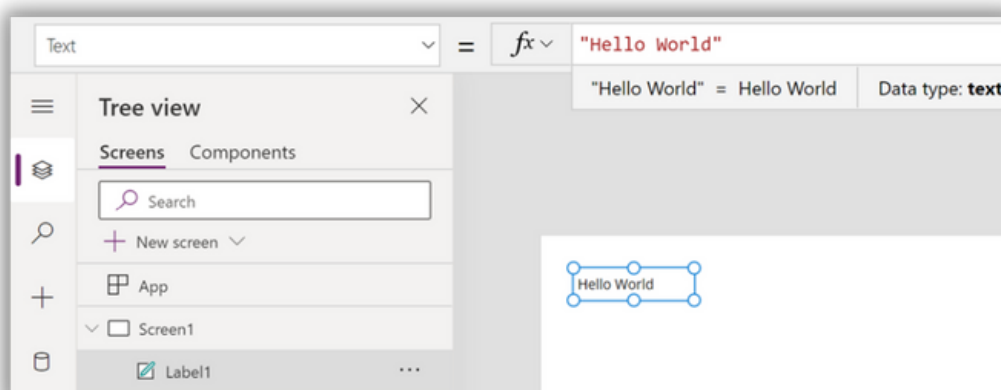 Text = fx "Hello World"
"Hello World" = Hello World Data type: text
Tree view
Screens Components
Search
New screen
App
Screen1
Label1
Hello World